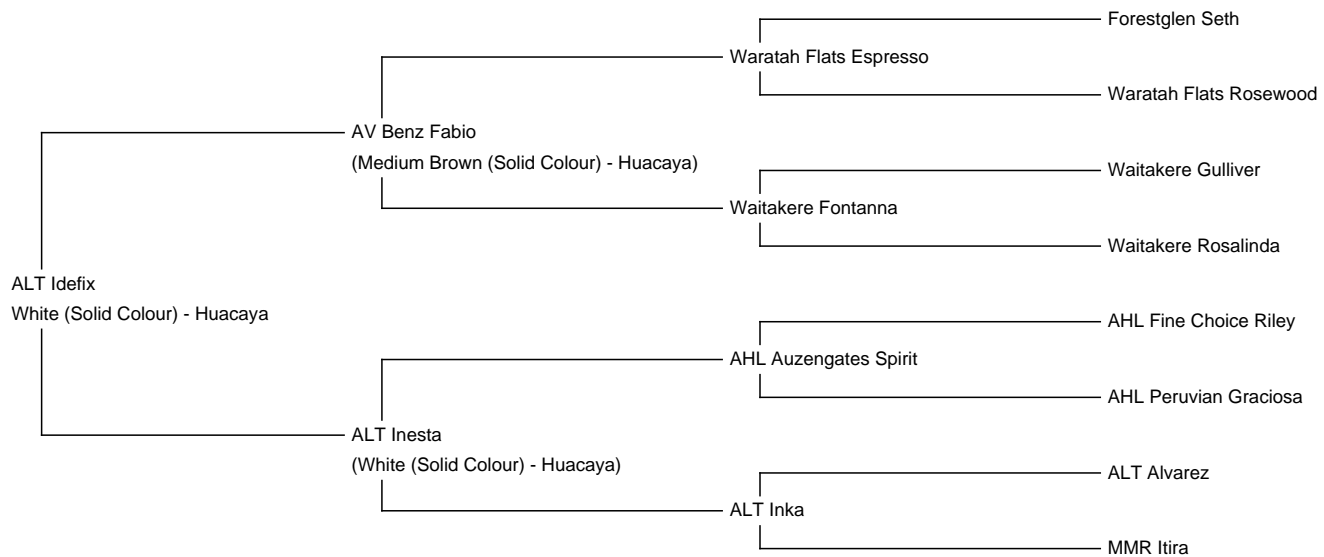 Forestglen Seth
Waratah Flats Espresso
Waratah Flats Rosewood
AV Benz Fabio
(Medium Brown (Solid Colour) - Huacaya)
Waitakere Gulliver
Waitakere Fontanna
Waitakere Rosalinda
ALT Idefix
White (Solid Colour) - Huacaya
AHL Fine Choice Riley
AHL Auzengates Spirit
AHL Peruvian Graciosa
ALT Inesta
(White (Solid Colour) - Huacaya)
ALT Alvarez
ALT Inka
MMR Itira